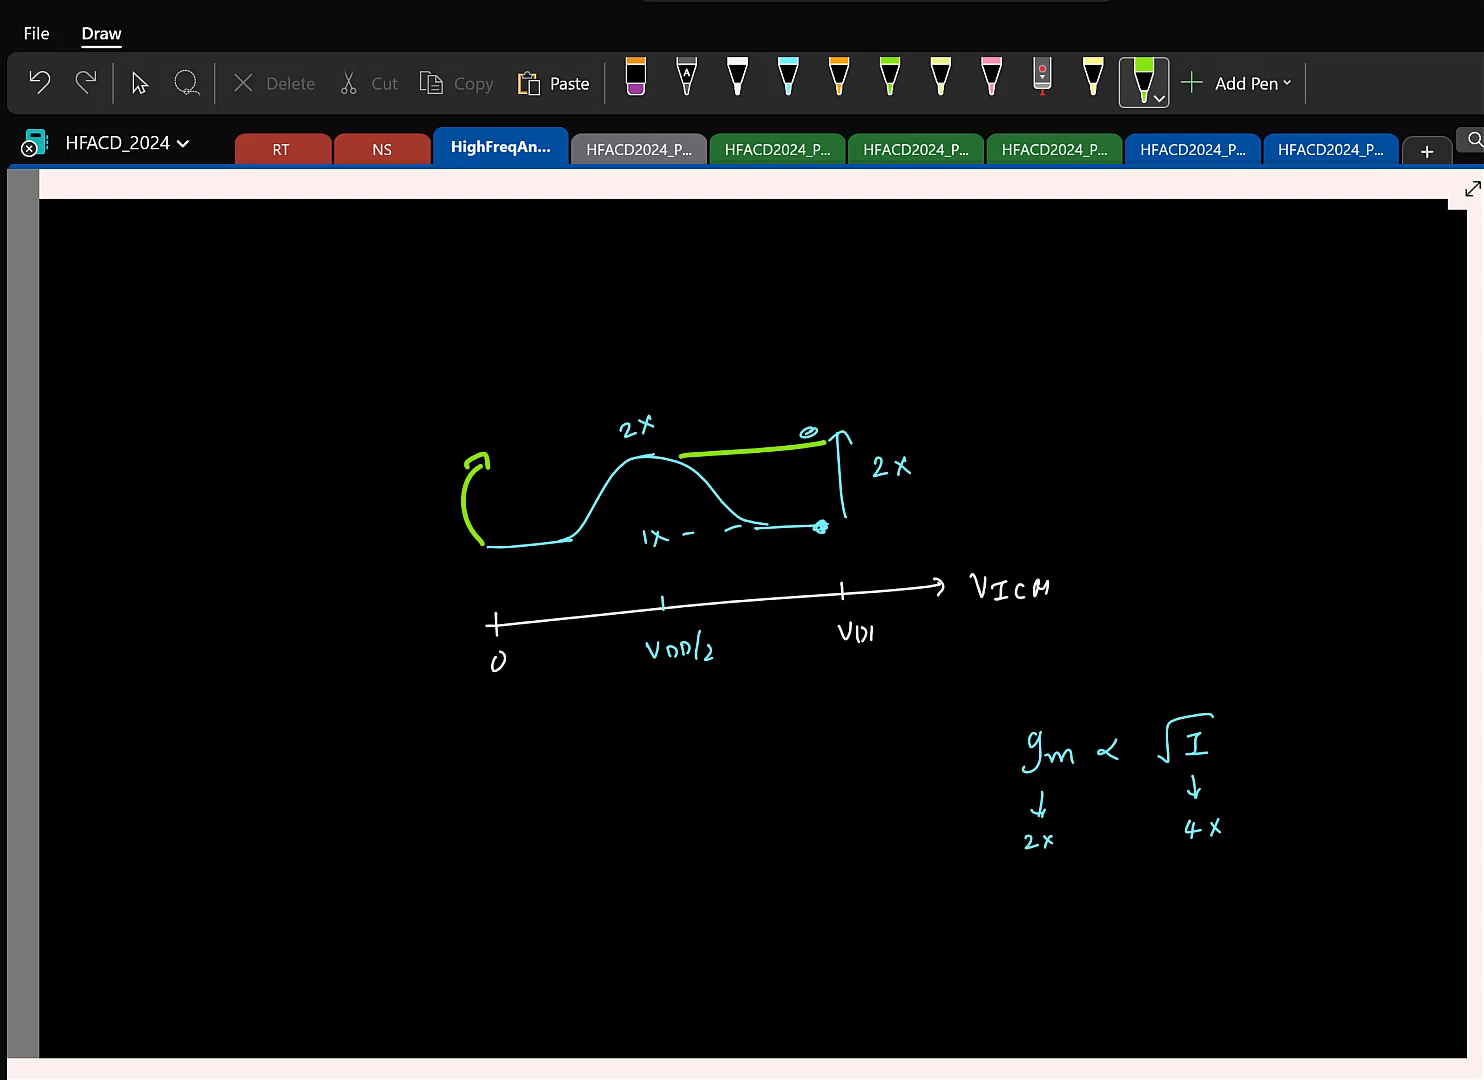 File Draw
Delete Cut Copy Paste Add Pen
A
HFACD_2024 RT NS HighFreqAn... HFACD2024_P... HFACD2024_P... HFACD2024_P... HFACD2024_P... HFACD2024_P... HFACD2024_P... +
2X
2X
1X
VICM
0
VDD/2
VDD
gm ∝ √I
↓ ↓
2x 4X